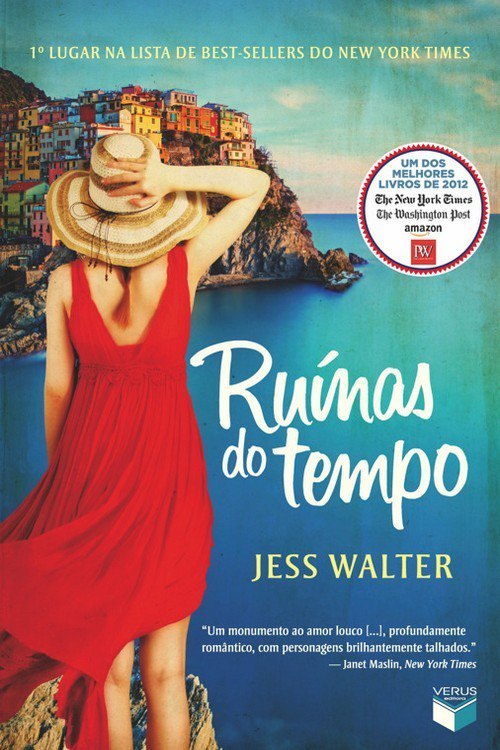 1º LUGAR NA LISTA DE BEST-SELLERS DO NEW YORK TIMES
UM DOS
MELHORES
LIVROS DE 2012
The New York Times
The Washington Post
amazon
PW
Ruínas
do tempo
JESS WALTER
“Um monumento ao amor louco [...], profundamente
romântico, com personagens brilhantemente talhados.”
— Janet Maslin, New York Times
VERUS
editora